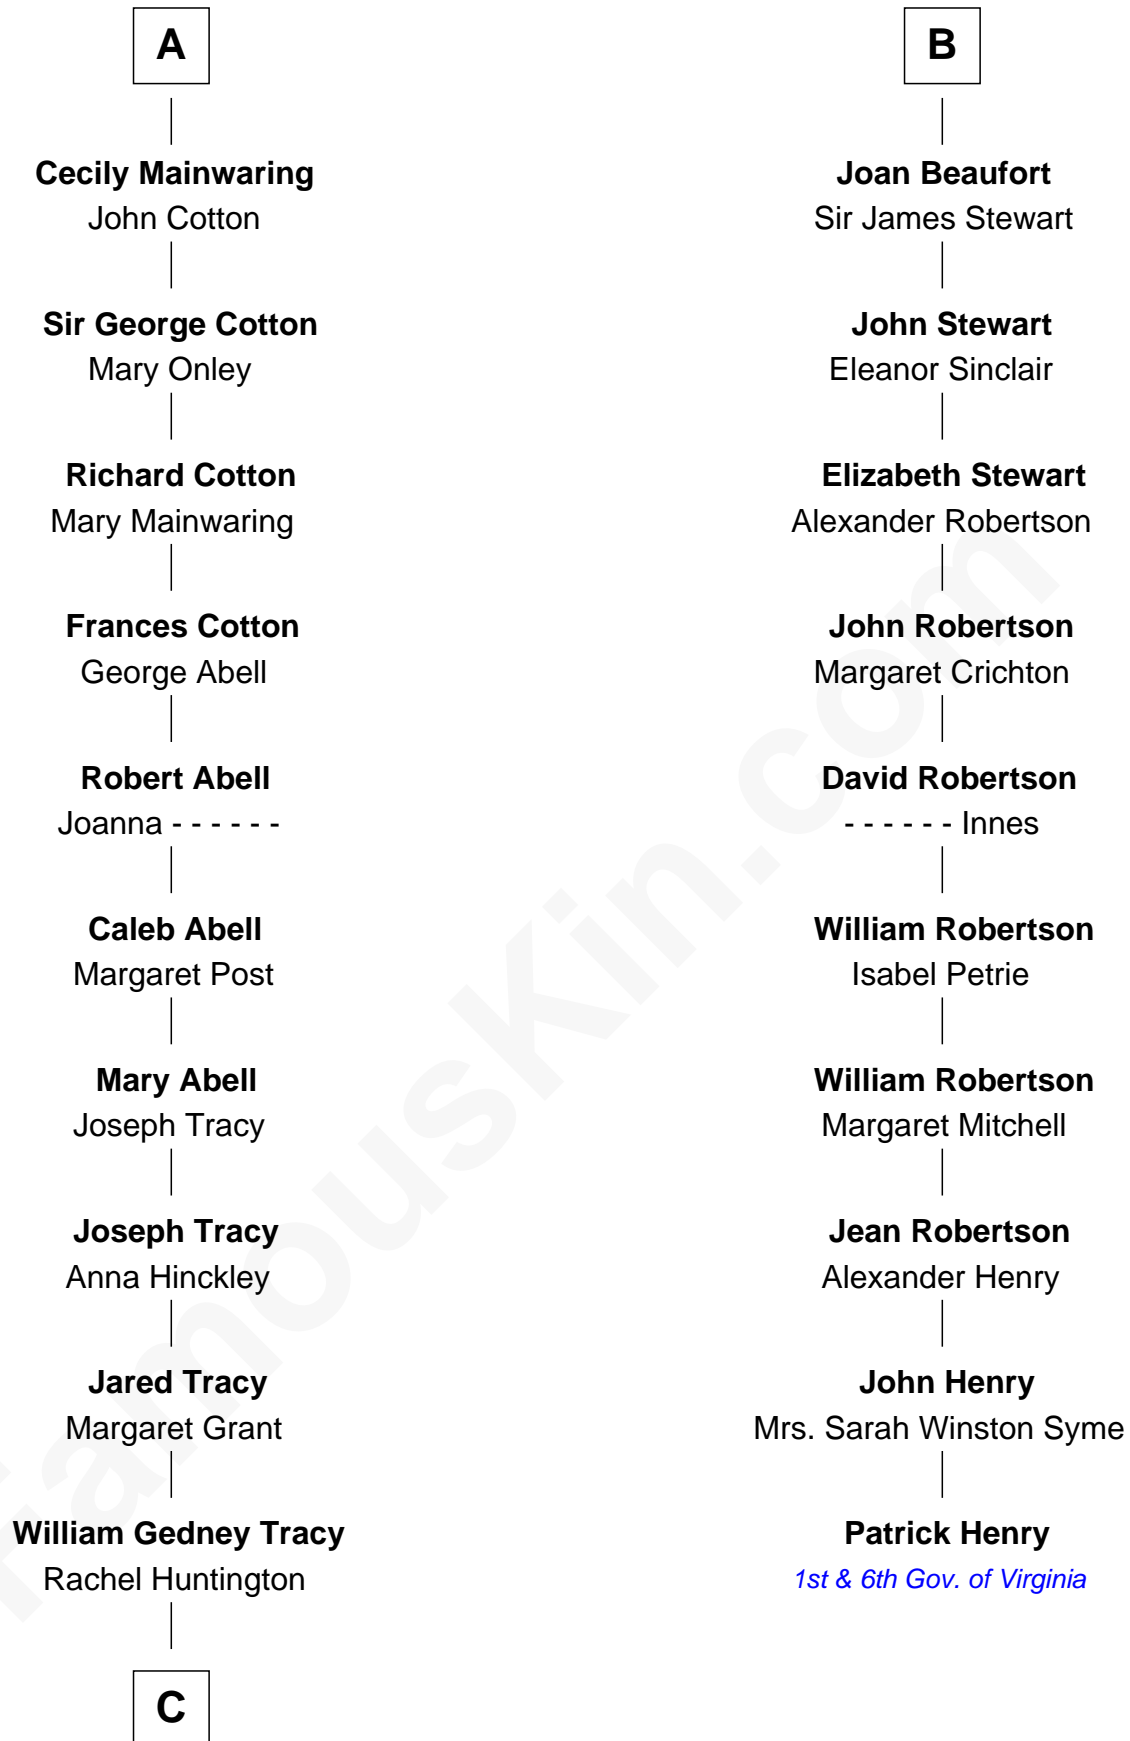 A
Cecily Mainwaring
John Cotton
Sir George Cotton
Mary Onley
Richard Cotton
Mary Mainwaring
Frances Cotton
George Abell
Robert Abell
Joanna - - - - - -
Caleb Abell
Margaret Post
Mary Abell
Joseph Tracy
Joseph Tracy
Anna Hinckley
Jared Tracy
Margaret Grant
William Gedney Tracy
Rachel Huntington
C
B
Joan Beaufort
Sir James Stewart
John Stewart
Eleanor Sinclair
Elizabeth Stewart
Alexander Robertson
John Robertson
Margaret Crichton
David Robertson
- - - - - - Innes
William Robertson
Isabel Petrie
William Robertson
Margaret Mitchell
Jean Robertson
Alexander Henry
John Henry
Mrs. Sarah Winston Syme
Patrick Henry
1st & 6th Gov. of Virginia
FamousKin.com